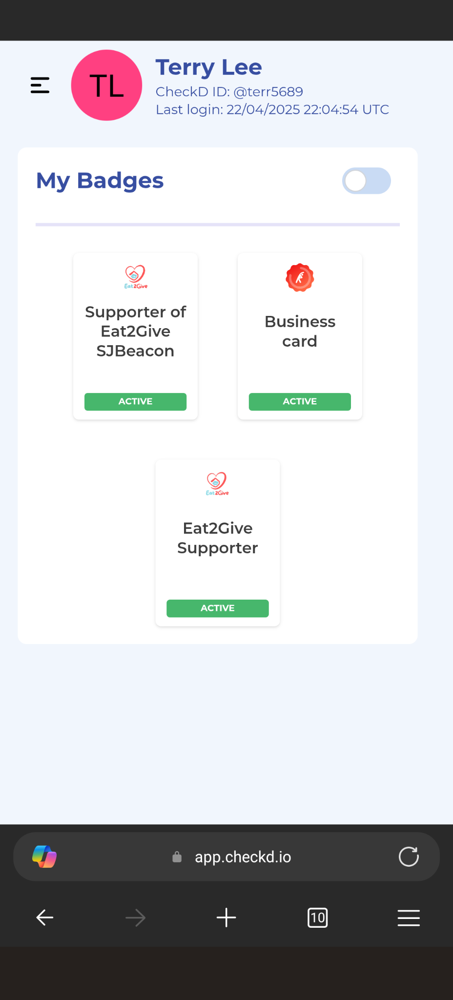 TL
Terry Lee
CheckD ID: @terr5689
Last login: 22/04/2025 22:04:54 UTC
My Badges
Eat2Give
Supporter of
Eat2Give
SJBeacon
ACTIVE
Business
card
ACTIVE
Eat2Give
Eat2Give
Supporter
ACTIVE
app.checkd.io
10